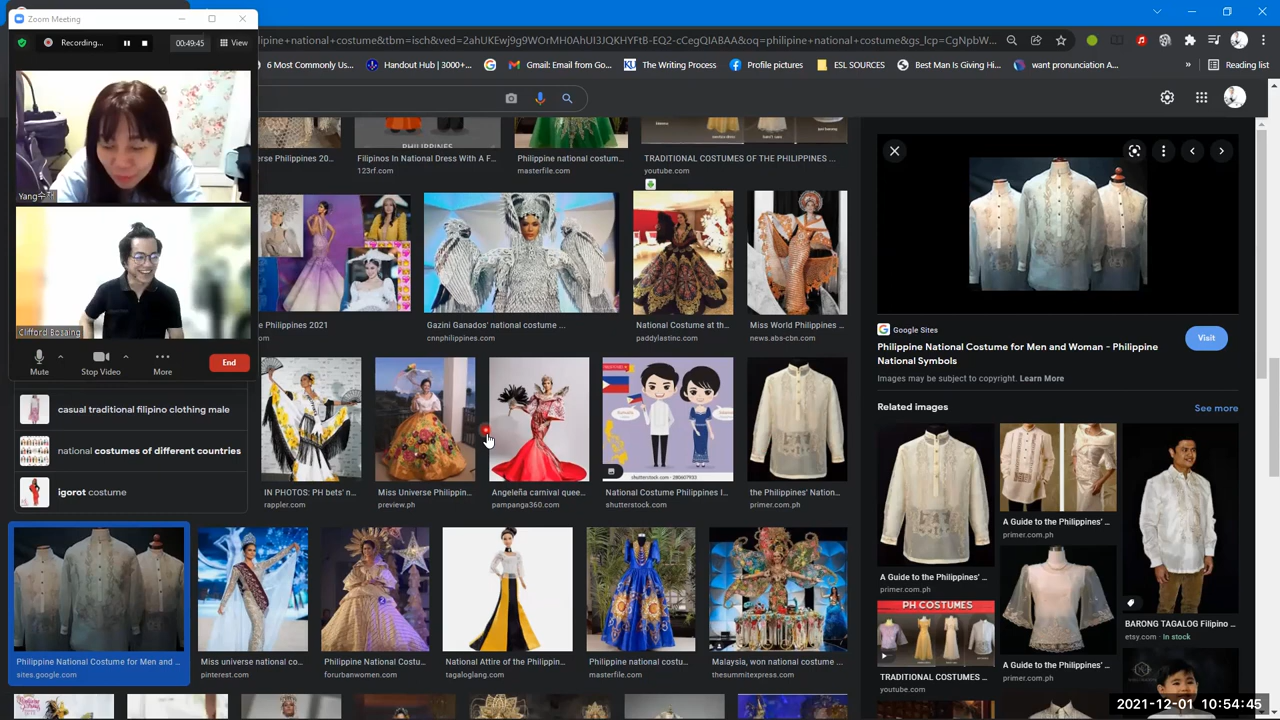 Zoom Meeting
Recording...
00:49:45
View
ilipine+national+costume&tbm=isch&ved=2ahUKEwj9g9WOrMH0AhUI3JQKHYFtB-EQ2-cCegQIABAA&oq=philipine+national+costume&gs_lcp=CgNpbW...
6 Most Commonly Us...
Handout Hub | 3000+...
Gmail: Email from Go...
KU
The Writing Process
Profile pictures
ESL SOURCES
Best Man Is Giving Hi...
want pronunciation A...
»
Reading list
Clifford Bosaing
Mute
Stop Video
More
End
casual traditional filipino clothing male
national costumes of different countries
igorot costume
erse Philippines 20...
Filipinos In National Dress With A F...
123rf.com
Philippine national costum...
masterfile.com
TRADITIONAL COSTUMES OF THE PHILIPPINES ...
youtube.com
e Philippines 2021
om
Gazini Ganados' national costume ...
cnnphilippines.com
National Costume at th...
paddylastinc.com
Miss World Philippines ...
news.abs-cbn.com
IN PHOTOS: PH bets' n...
rappler.com
Miss Universe Philippin...
preview.ph
Angeleña carnival quee...
pampanga360.com
National Costume Philippines I...
shutterstock.com
the Philippines' Nation...
primer.com.ph
Philippine National Costume for Men and ...
sites.google.com
Miss universe national co...
pinterest.com
Philippine National Costu...
forurbanwomen.com
National Attire of the Philippin...
tagaloglang.com
Philippine national costu...
masterfile.com
Malaysia, won national costume ...
thesummitexpress.com
Google Sites
Visit
Philippine National Costume for Men and Woman - Philippine
National Symbols
Images may be subject to copyright. Learn More
Related images
See more
A Guide to the Philippines' ...
primer.com.ph
A Guide to the Philippines' ...
primer.com.ph
BARONG TAGALOG Filipino ...
etsy.com · In stock
PH COSTUMES
TRADITIONAL COSTUMES ...
youtube.com
A Guide to the Philippines' ...
primer.com.ph
2021-12-01 10:54:45